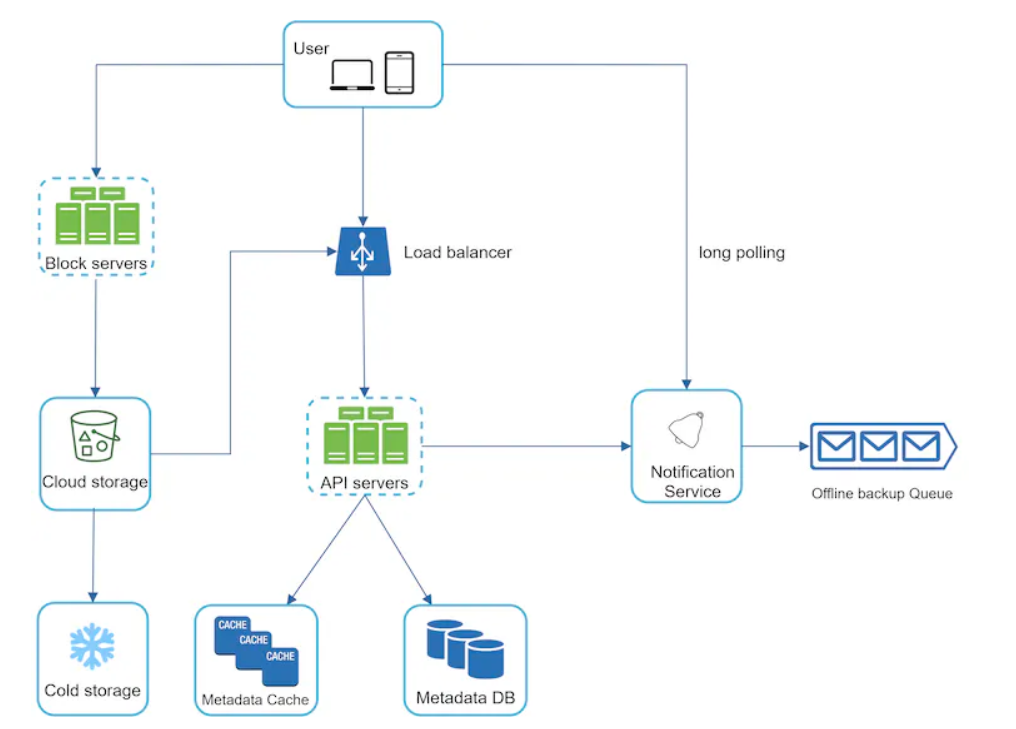 User
Block servers
Load balancer
long polling
Cloud storage
API servers
Notification
Service
Offline backup Queue
Cold storage
CACHE
CACHE
CACHE
Metadata Cache
Metadata DB